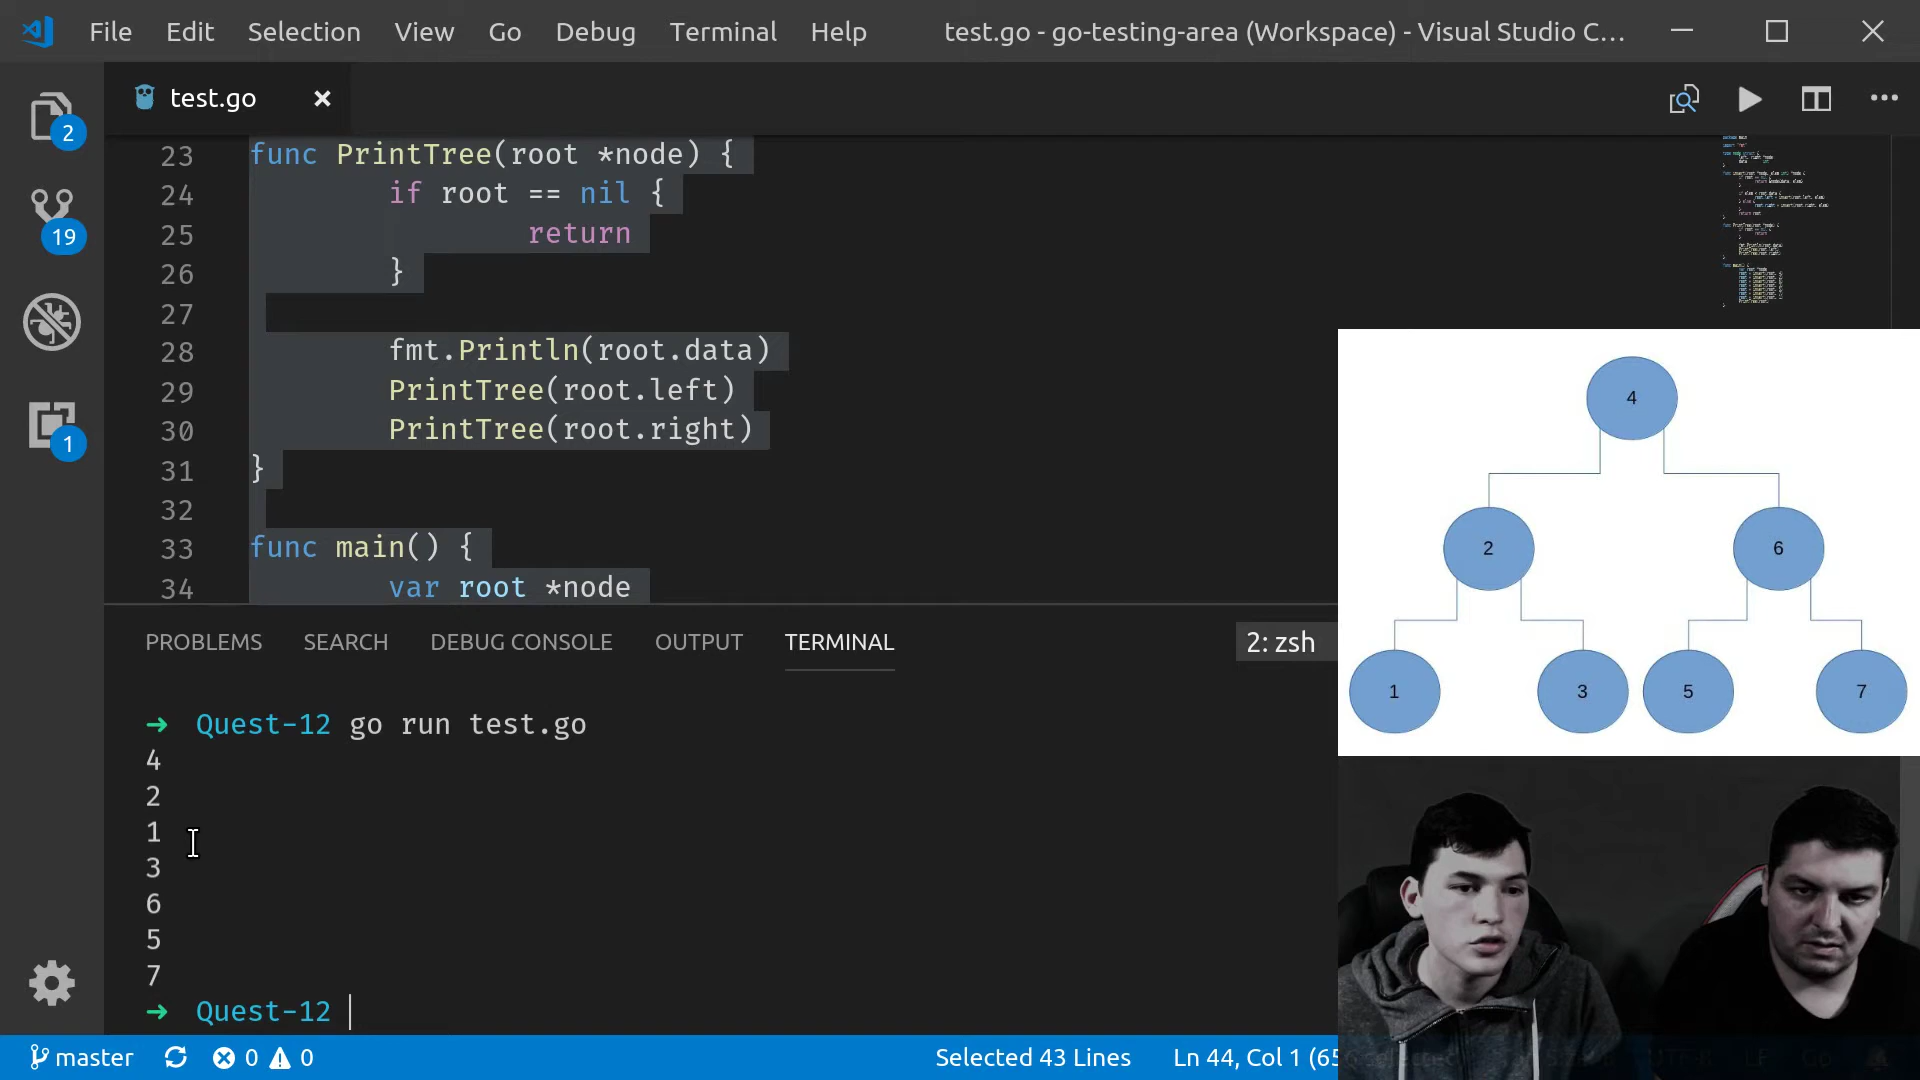 File Edit Selection View Go Debug Terminal Help test.go - go-testing-area (Workspace) - Visual Studio C...
test.go
2
19
1
23 func PrintTree(root *node) {
24 if root == nil {
25 return
26 }
27
28 fmt.Println(root.data)
29 PrintTree(root.left)
30 PrintTree(root.right)
31 }
32
33 func main() {
34 var root *node
4
2 6
1 3 5 7
PROBLEMS SEARCH DEBUG CONSOLE OUTPUT TERMINAL 2: zsh
➜ Quest-12 go run test.go
4
2
1
3
6
5
7
➜ Quest-12
master 0 0 Selected 43 Lines Ln 44, Col 1 (65